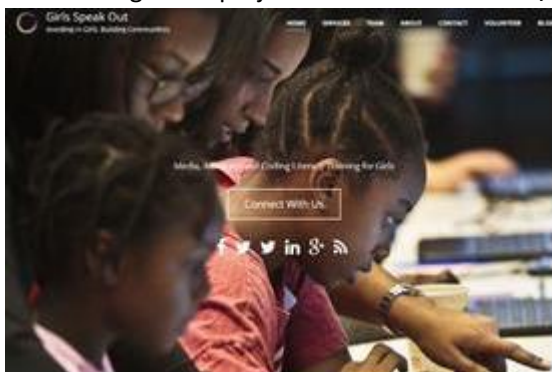 Girls Speak Out
Investing in Girls, Building Communities
HOME SERVICES TEAM ABOUT CONTACT VOLUNTEER
Media, Coding Literacy Training for Girls
Connect With Us
f in g+